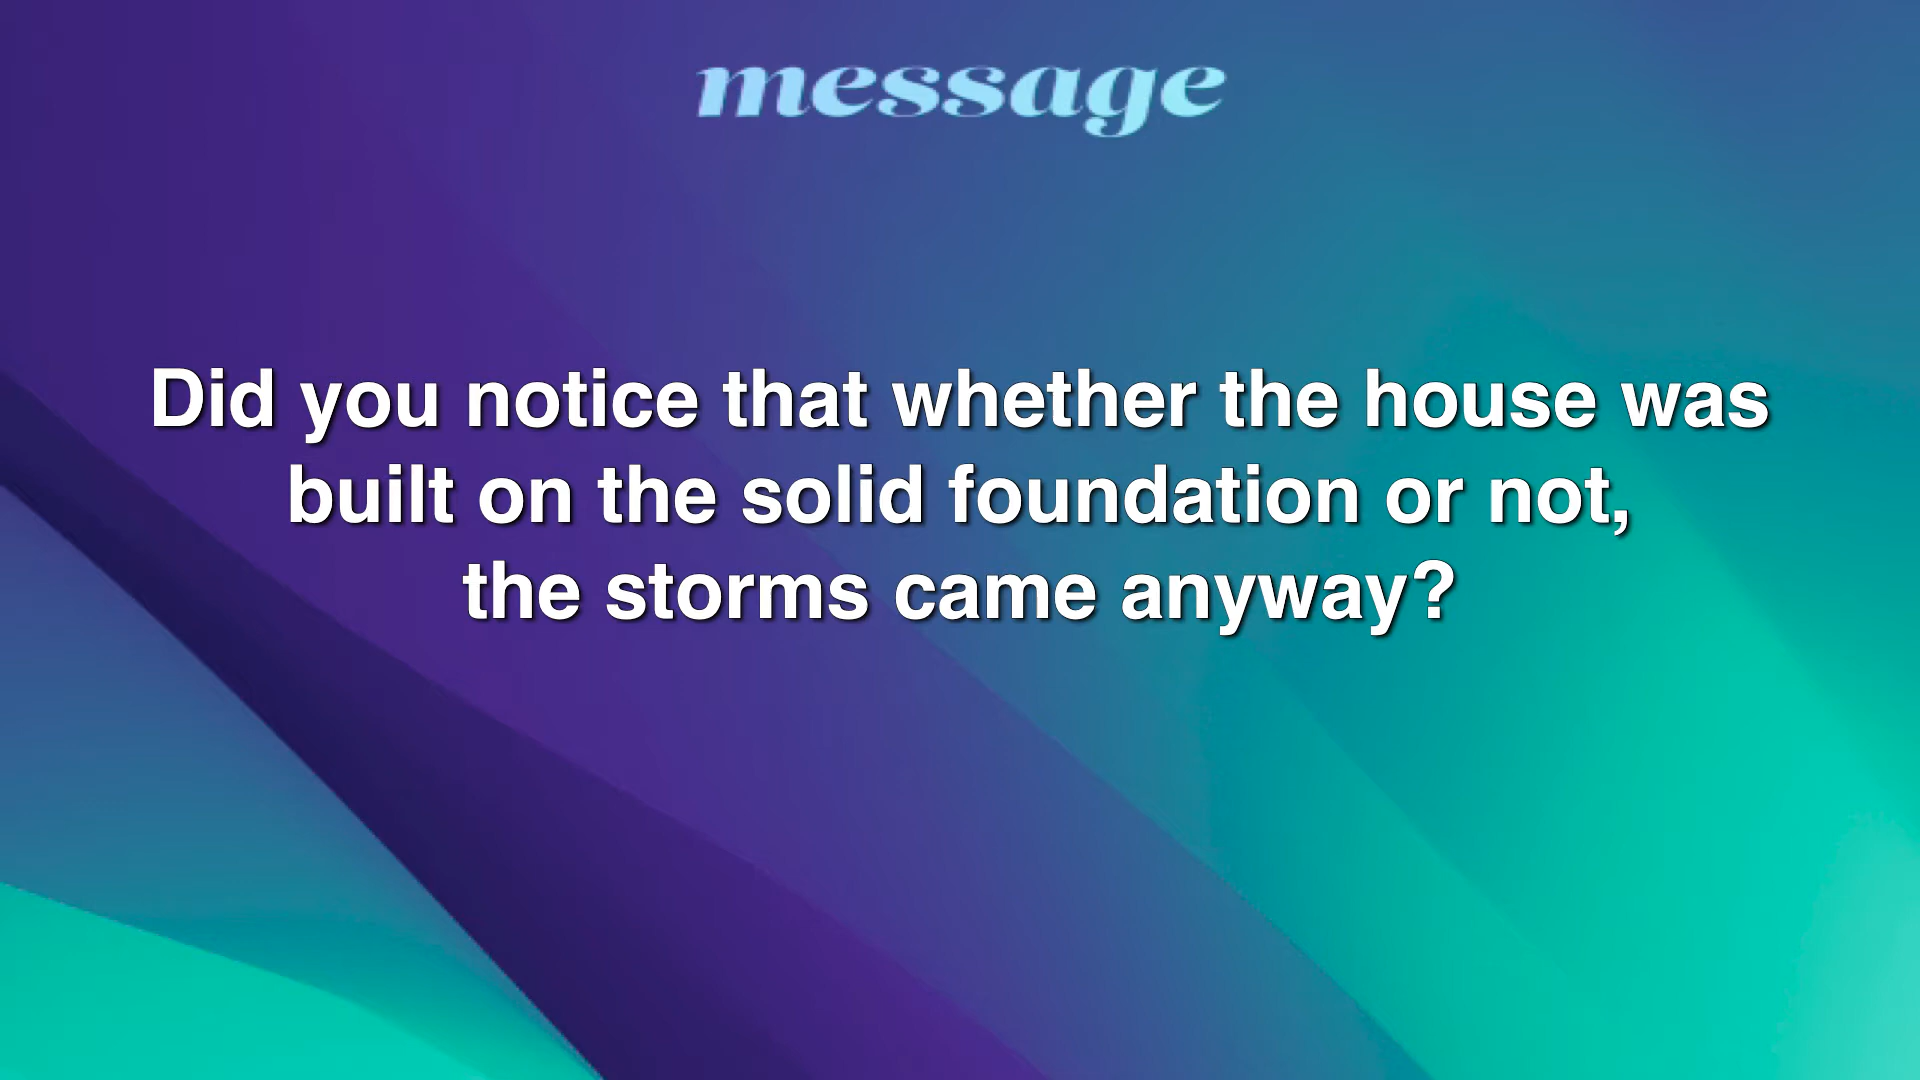 message
Did you notice that whether the house was
built on the solid foundation or not,
the storms came anyway?